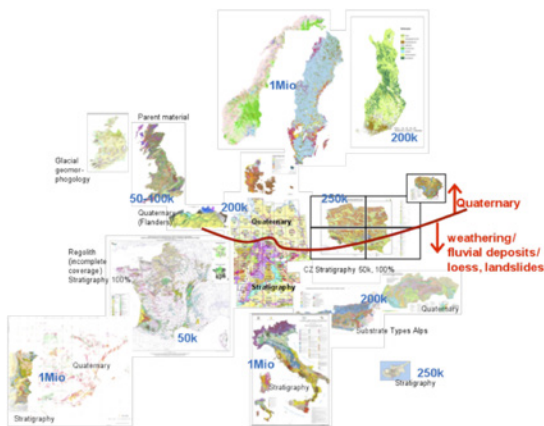 1Mio
200k
Parent material
Glacial
geomor-
phogology
50-100k
Quaternary
(Flanders)
200k
Quaternary
250k
Quaternary
weathering/
fluvial deposits/
loess, landslides
Regolith
(incomplete
coverage)
Stratigraphy 100%
CZ Stratigraphy 50k, 100%
Stratigraphy
200k
Quaternary
Substrate Types Alps
50k
1Mio
Quaternary
Stratigraphy
1Mio
Stratigraphy
250k
Stratigraphy